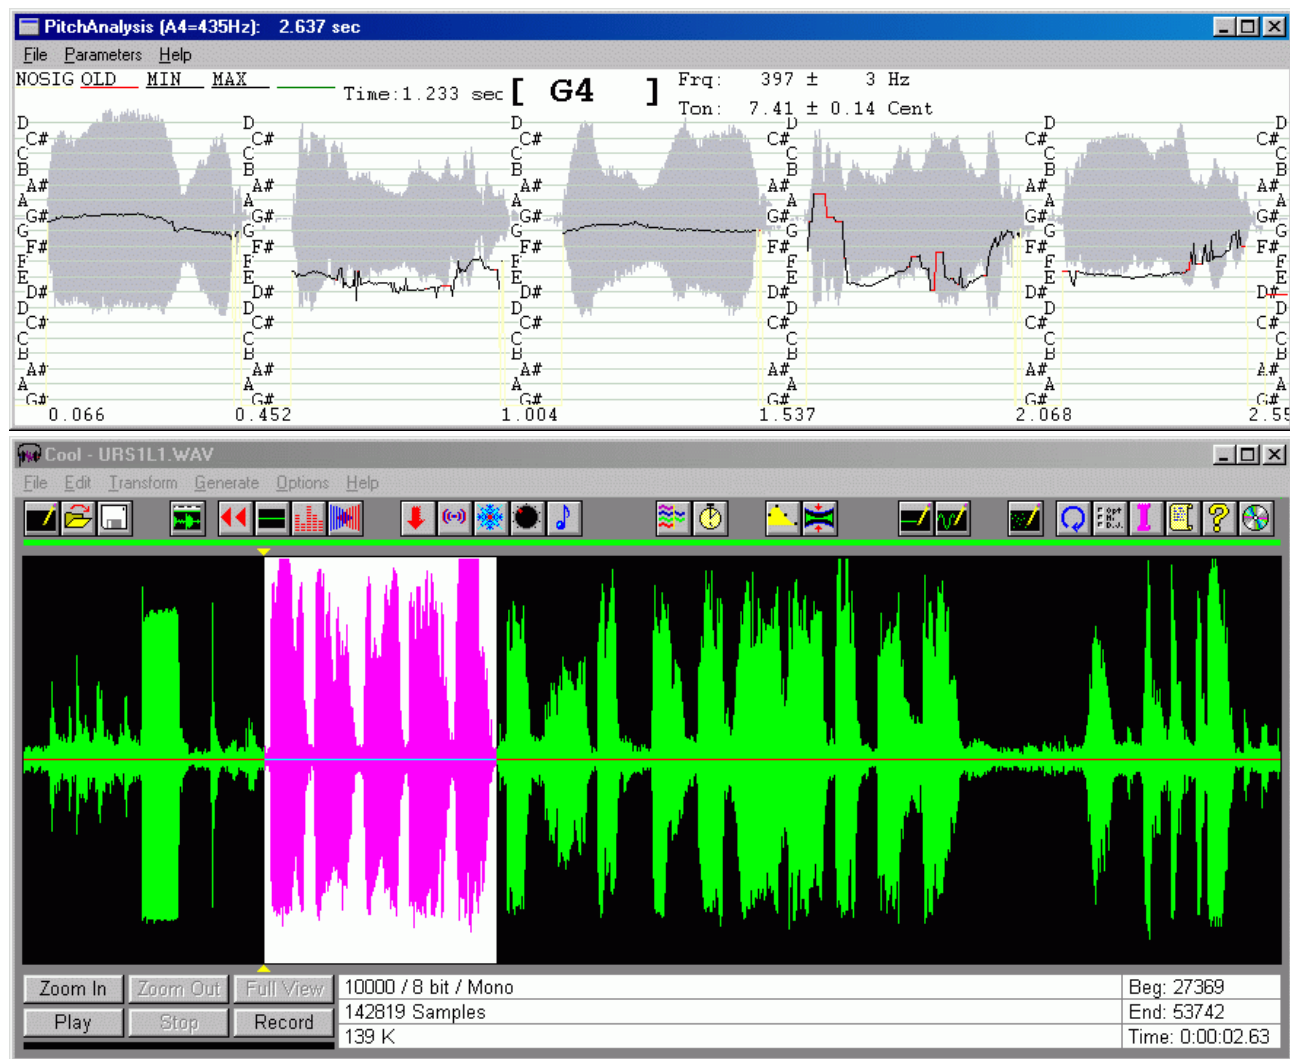 PitchAnalysis (A4=435Hz): 2.637 sec
File Parameters Help
NOSIG OLD MIN MAX
Time:1.233 sec [ G4 ]
Frq: 397 ± 3 Hz
Ton: 7.41 ± 0.14 Cent
D D D D D D
C# C# C# C# C# C#
C C C C C C
B B B B B B
A# A# A# A# A# A#
A A A A A A
G# G# G# G# G# G#
G G G G G G
F# F# F# F# F# F#
F F F F F F
E E E E E E
D# D# D# D# D# D#
D D D D D D
C# C# C# C# C# C#
C C C C C C
B B B B B B
A# A# A# A# A# A#
A A A A A A
G# G# G# G# G# G#
0.066 0.452 1.004 1.537 2.068 2.55
Cool - URS1L1.WAV
File Edit Transform Generate Options Help
Zoom In Zoom Out Full View 10000 / 8 bit / Mono Beg: 27369
Play Stop Record 142819 Samples End: 53742
139 K Time: 0:00:02.63